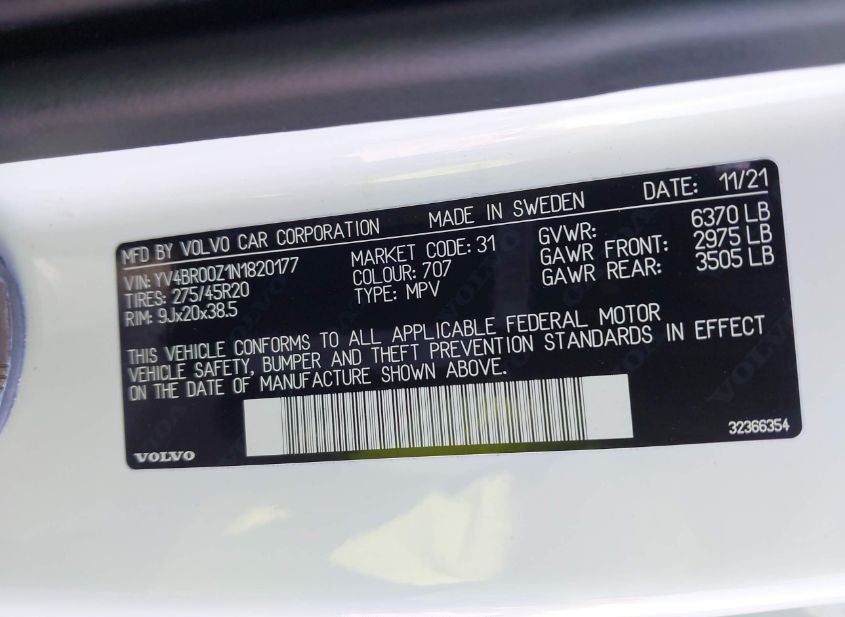 MFD BY VOLVO CAR CORPORATION MADE IN SWEDEN DATE: 11/21
VIN: YV4BR00Z1N1820177 MARKET CODE: 31 GVWR: 6370 LB
TIRES: 275/45R20 COLOUR: 707 GAWR FRONT: 2975 LB
RIM: 9Jx20x38.5 TYPE: MPV GAWR REAR: 3505 LB
THIS VEHICLE CONFORMS TO ALL APPLICABLE FEDERAL MOTOR
VEHICLE SAFETY, BUMPER AND THEFT PREVENTION STANDARDS IN EFFECT
ON THE DATE OF MANUFACTURE SHOWN ABOVE.
VOLVO 32366354